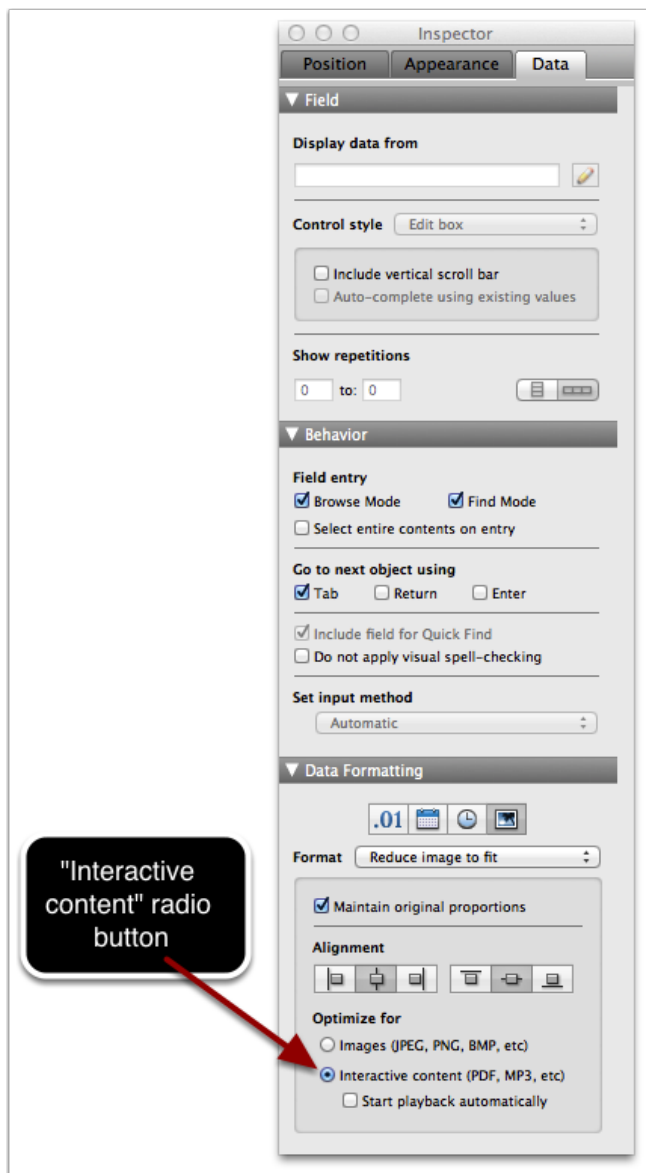 Inspector
Position Appearance Data
Field
Display data from
Control style Edit box
Include vertical scroll bar
Auto-complete using existing values
Show repetitions
0 to: 0
Behavior
Field entry
Browse Mode Find Mode
Select entire contents on entry
Go to next object using
Tab Return Enter
Include field for Quick Find
Do not apply visual spell-checking
Set input method
Automatic
Data Formatting
.01
Format Reduce image to fit
"Interactive
content" radio
button
Maintain original proportions
Alignment
Optimize for
Images (JPEG, PNG, BMP, etc)
Interactive content (PDF, MP3, etc)
Start playback automatically